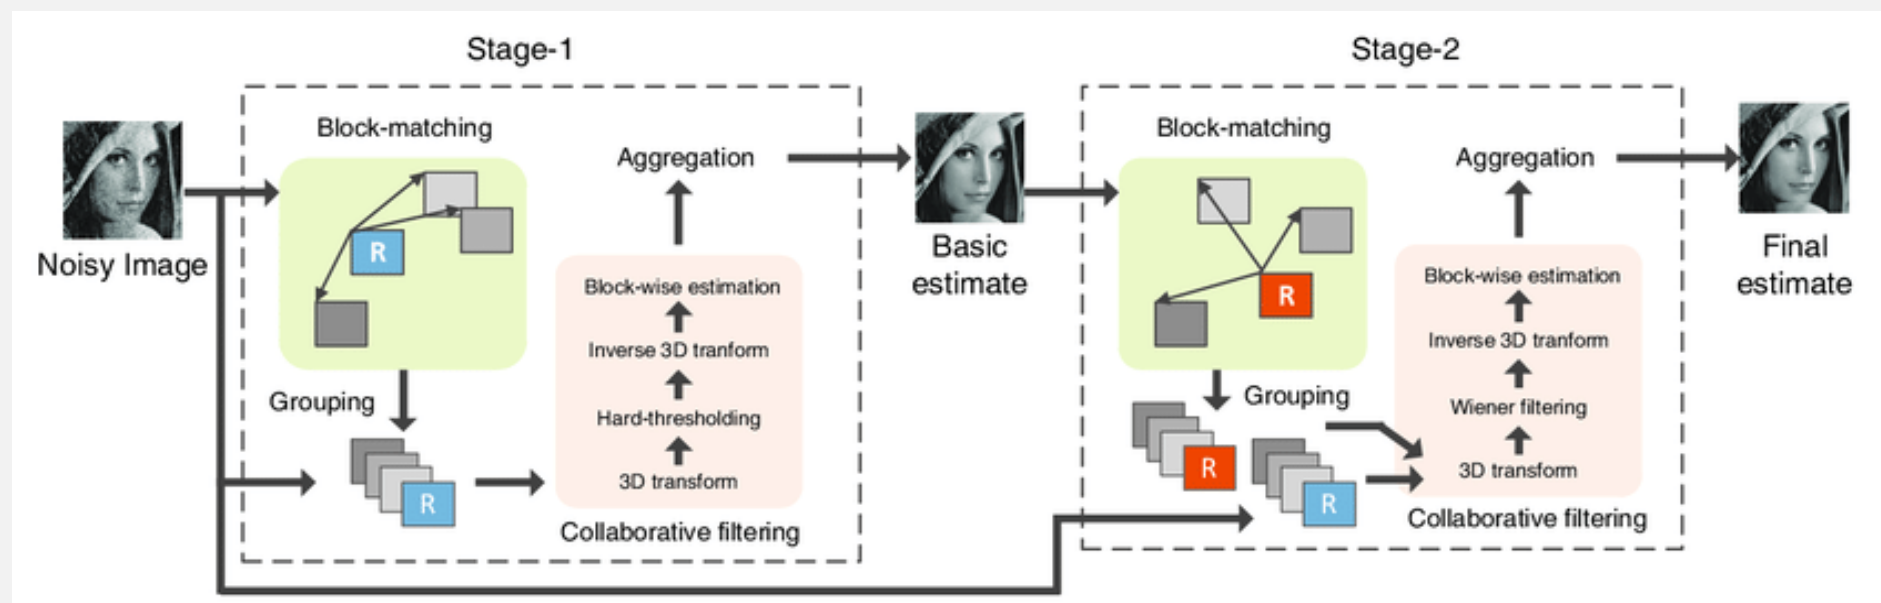 Stage-1
Stage-2
Noisy Image
Block-matching
R
Grouping
R
Aggregation
Block-wise estimation
Inverse 3D tranform
Hard-thresholding
3D transform
Collaborative filtering
Basic
estimate
Block-matching
R
Grouping
R
R
Aggregation
Block-wise estimation
Inverse 3D tranform
Wiener filtering
3D transform
Collaborative filtering
Final
estimate